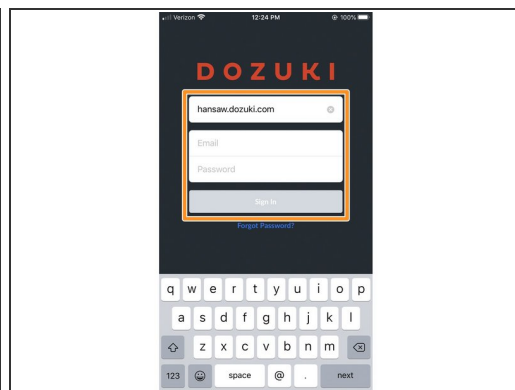 Verizon 12:24 PM 100%
DOZUKI
hansaw.dozuki.com
Email
Password
Sign In
Forgot Password?
q w e r t y u i o p
a s d f g h j k l
z x c v b n m
123 space @ . next